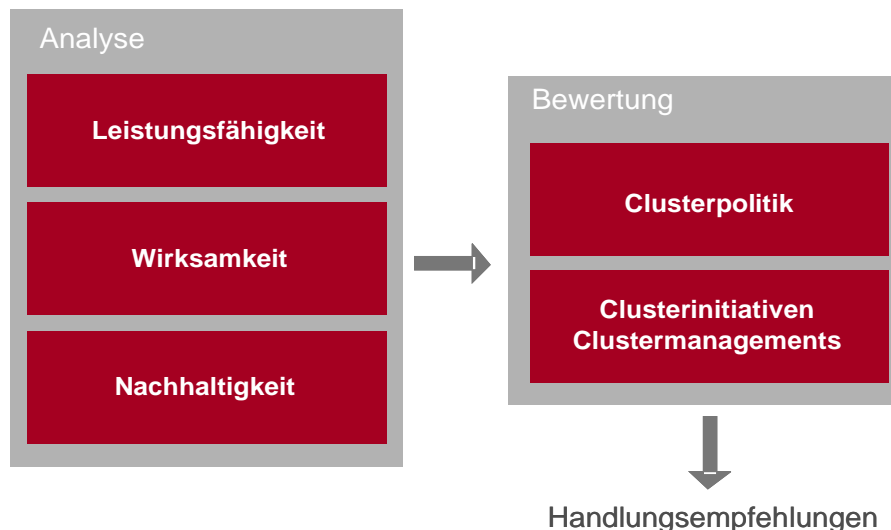 Analyse
Leistungsfähigkeit
Wirksamkeit
Nachhaltigkeit
Bewertung
Clusterpolitik
Clusterinitiativen
Clustermanagements
Handlungsempfehlungen